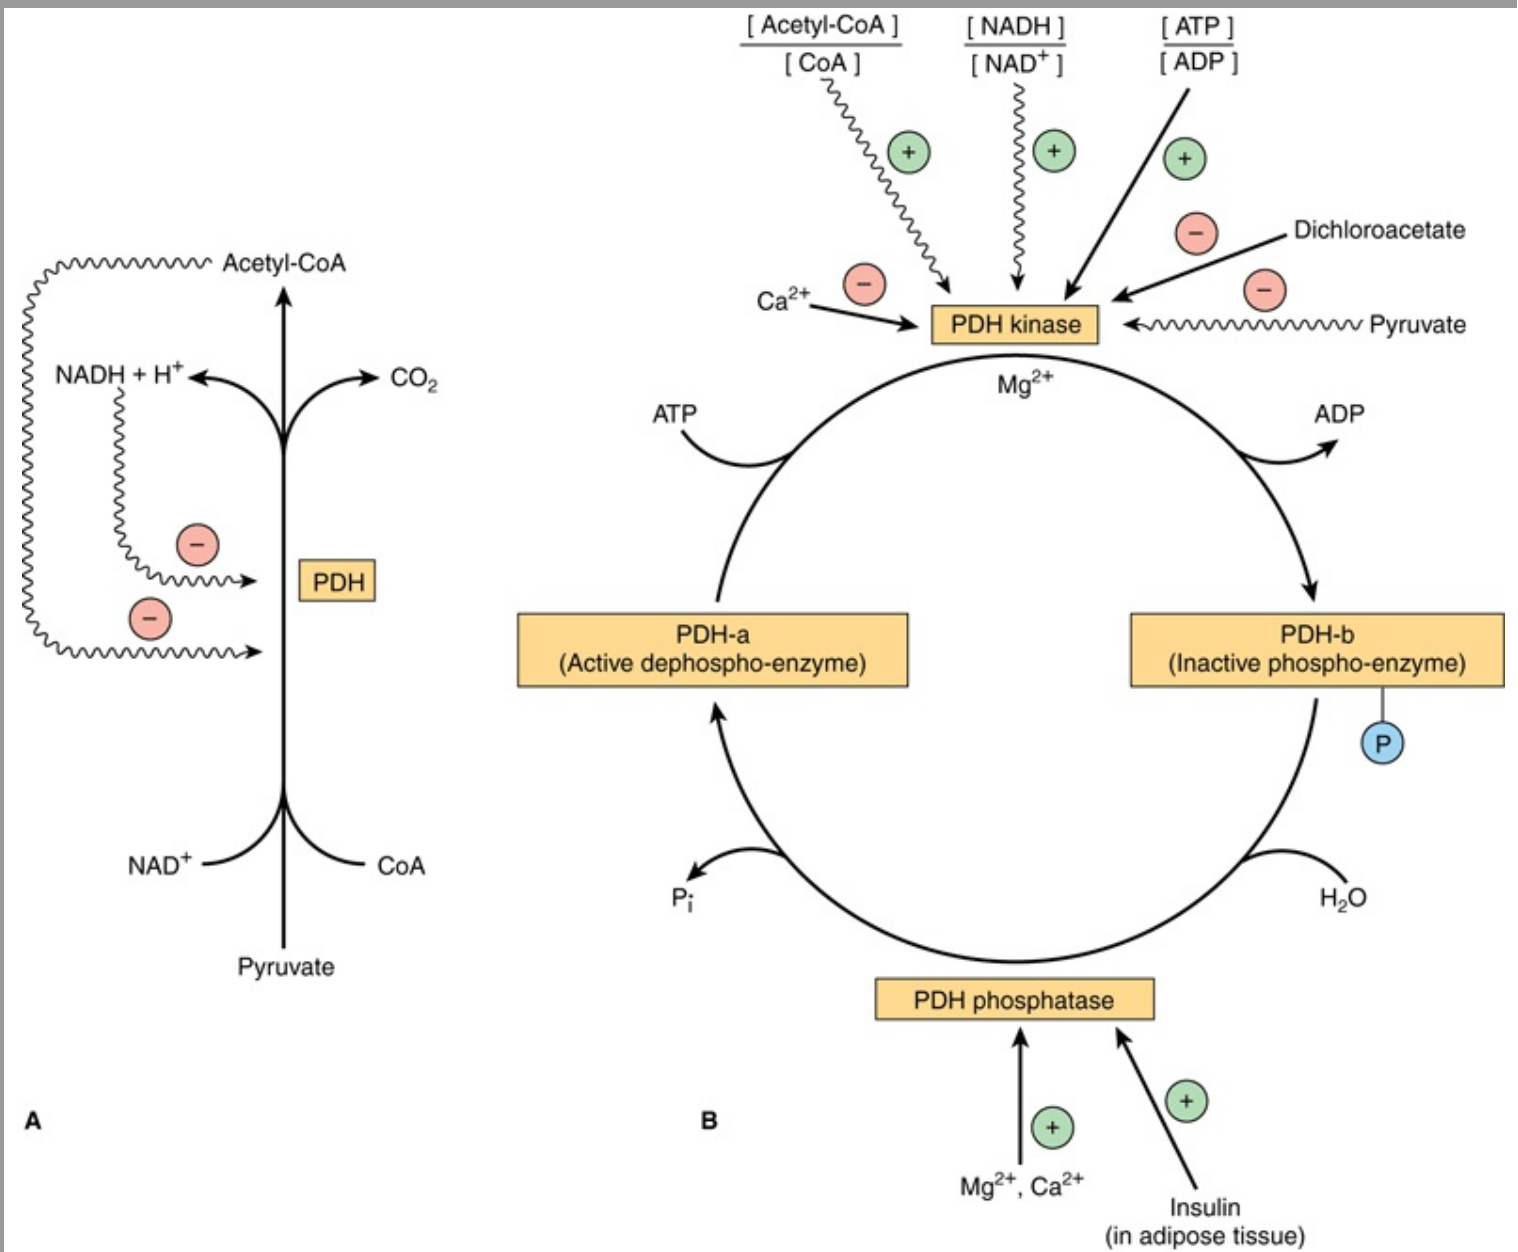 Acetyl-CoA
NADH + H⁺
CO₂
−
PDH
−
NAD⁺
CoA
Pyruvate
A
[ Acetyl-CoA ]
[ CoA ]
[ NADH ]
[ NAD⁺ ]
[ ATP ]
[ ADP ]
+
+
+
−
Dichloroacetate
Ca²⁺
−
−
PDH kinase
Pyruvate
Mg²⁺
ATP
ADP
PDH-a
(Active dephospho-enzyme)
PDH-b
(Inactive phospho-enzyme)
P
Pᵢ
H₂O
PDH phosphatase
+
+
Mg²⁺, Ca²⁺
Insulin
(in adipose tissue)
B